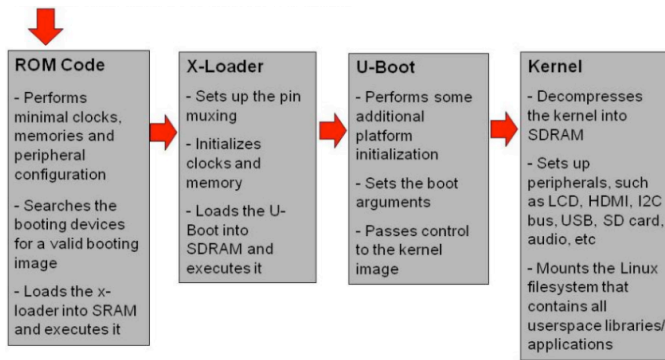 ROM Code
- Performs
minimal clocks,
memories and
peripheral
configuration
- Searches the
booting devices
for a valid booting
image
- Loads the x-
loader into SRAM
and executes it
X-Loader
- Sets up the pin
muxing
- Initializes
clocks and
memory
- Loads the U-
Boot into
SDRAM and
executes it
U-Boot
- Performs some
additional
platform
initialization
- Sets the boot
arguments
- Passes control
to the kernel
image
Kernel
- Decompresses
the kernel into
SDRAM
- Sets up
peripherals, such
as LCD, HDMI, I2C
bus, USB, SD card,
audio, etc
- Mounts the Linux
filesystem that
contains all
userspace libraries/
applications